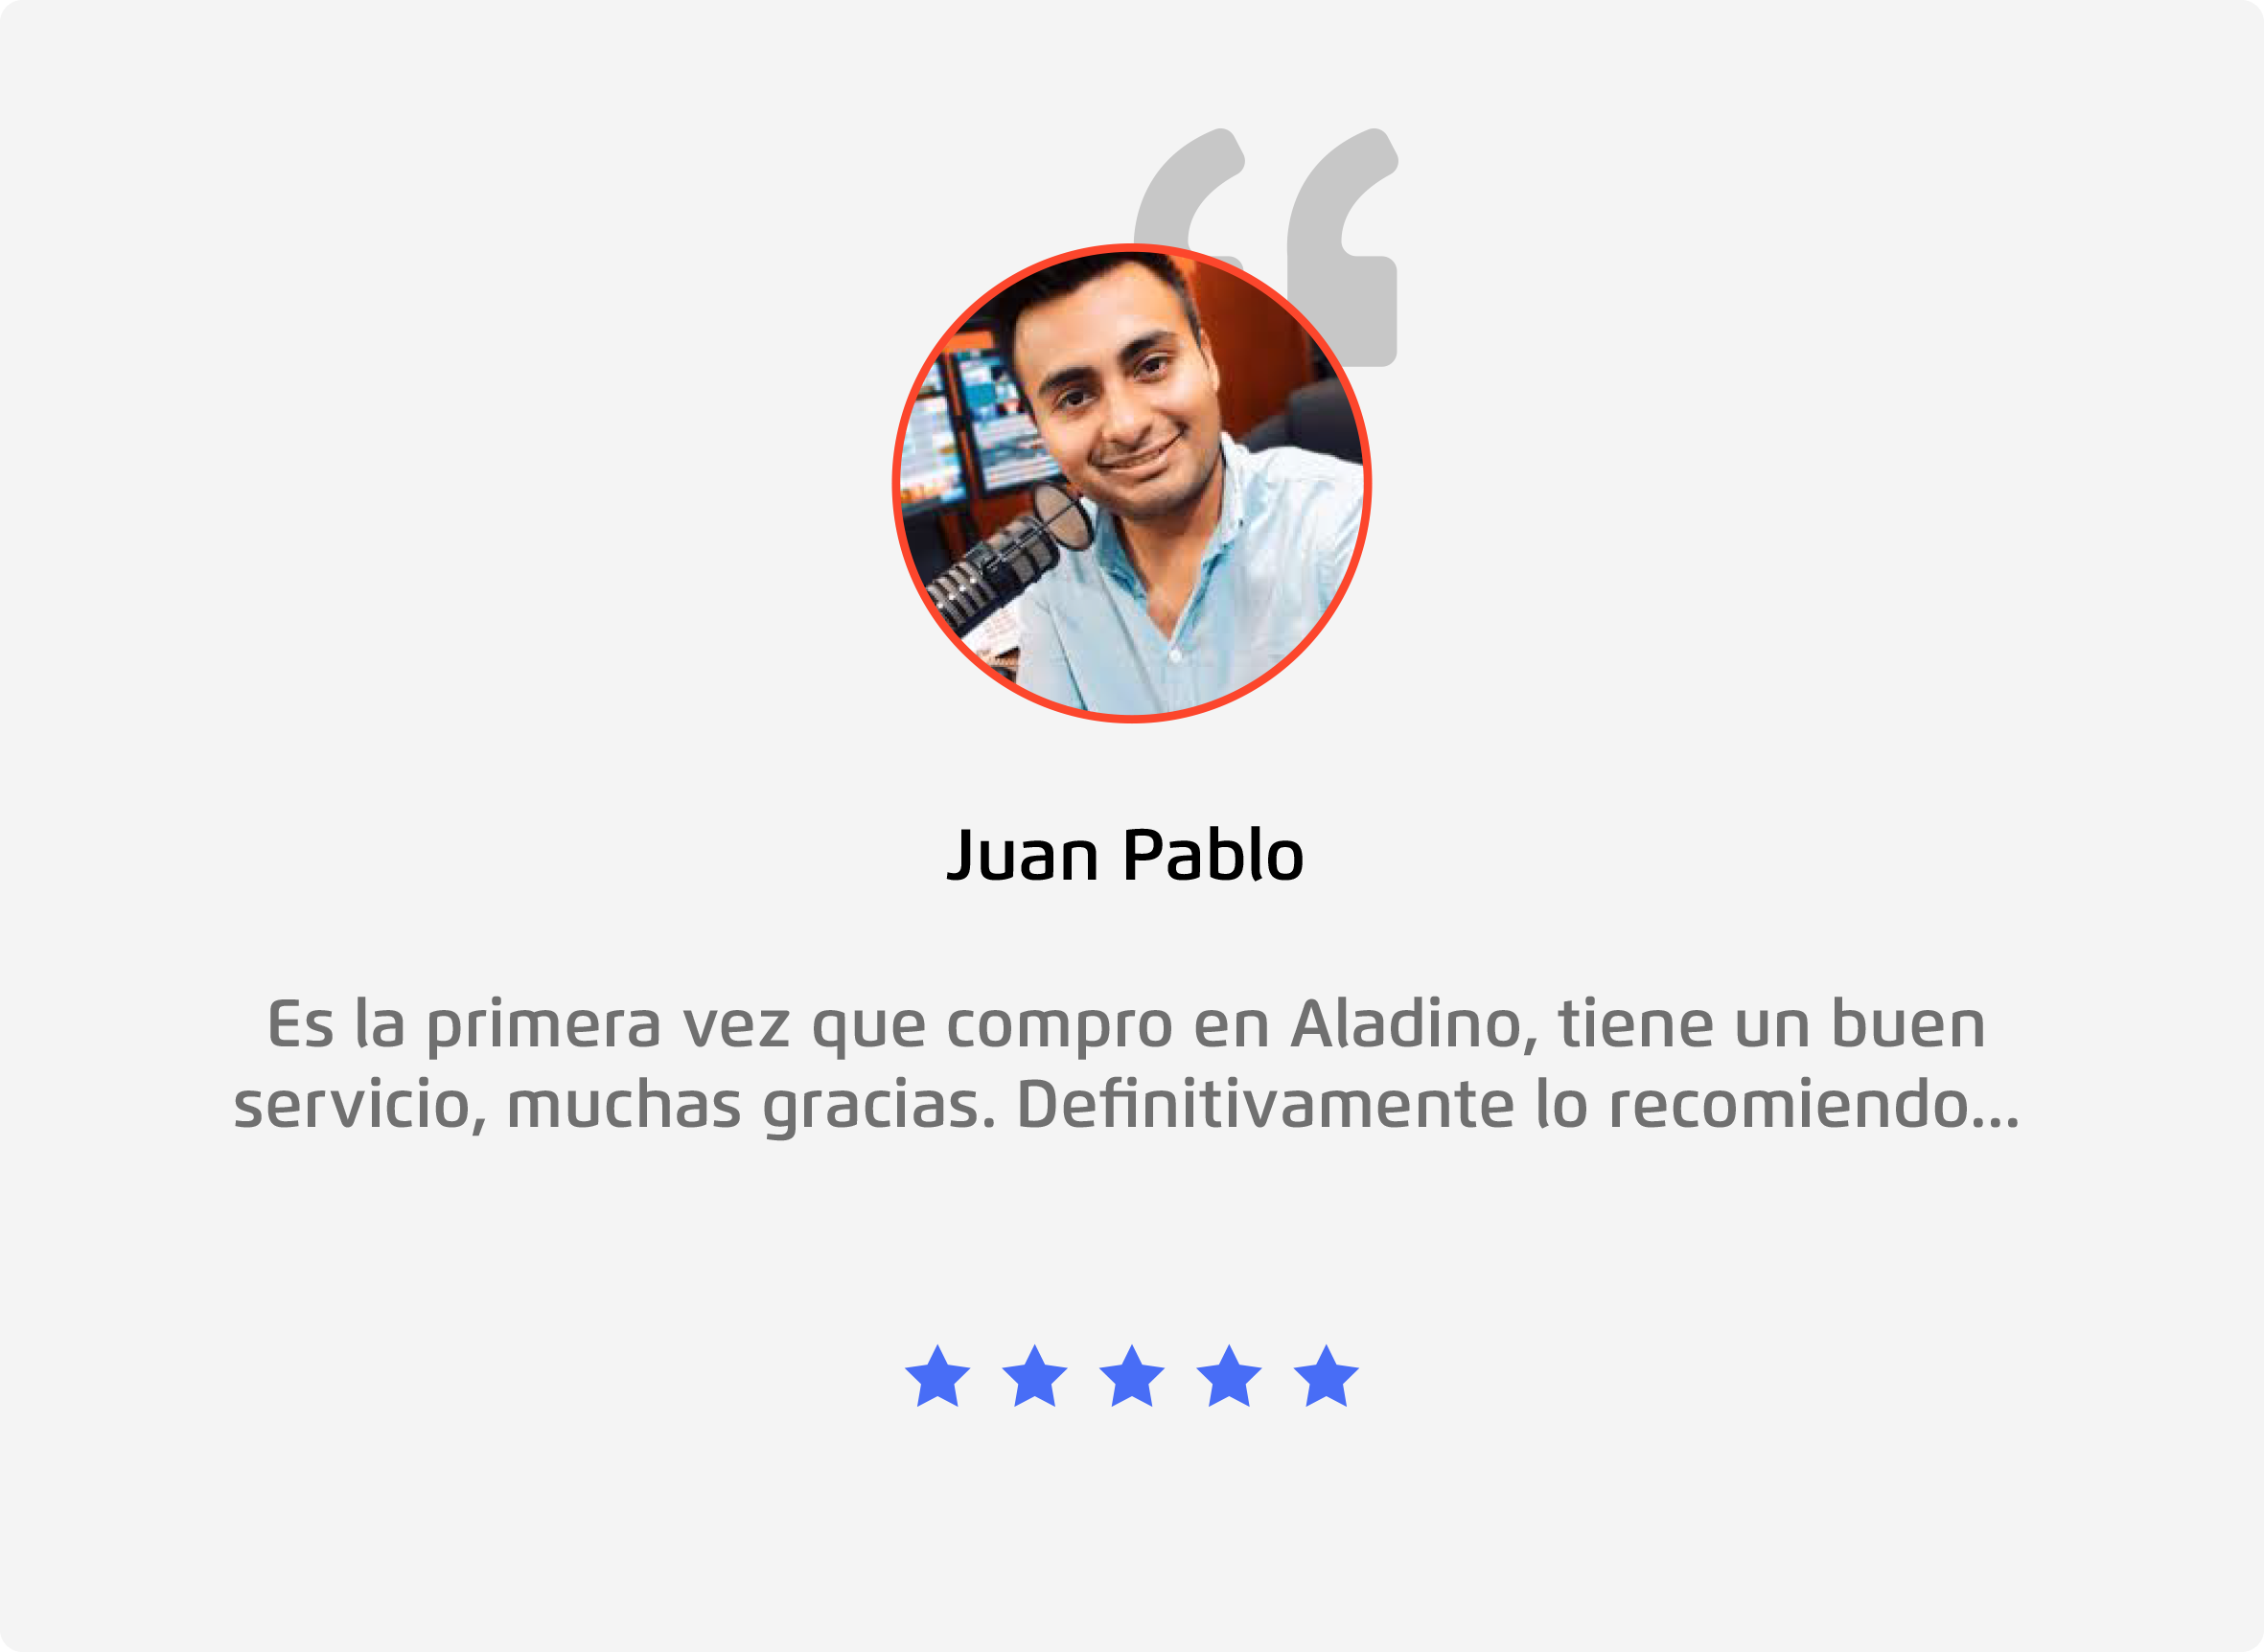 Juan Pablo
Es la primera vez que compro en Aladino, tiene un buen
servicio, muchas gracias. Definitivamente lo recomiendo...